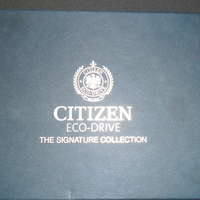 CITIZEN
ECO-DRIVE
THE SIGNATURE COLLECTION